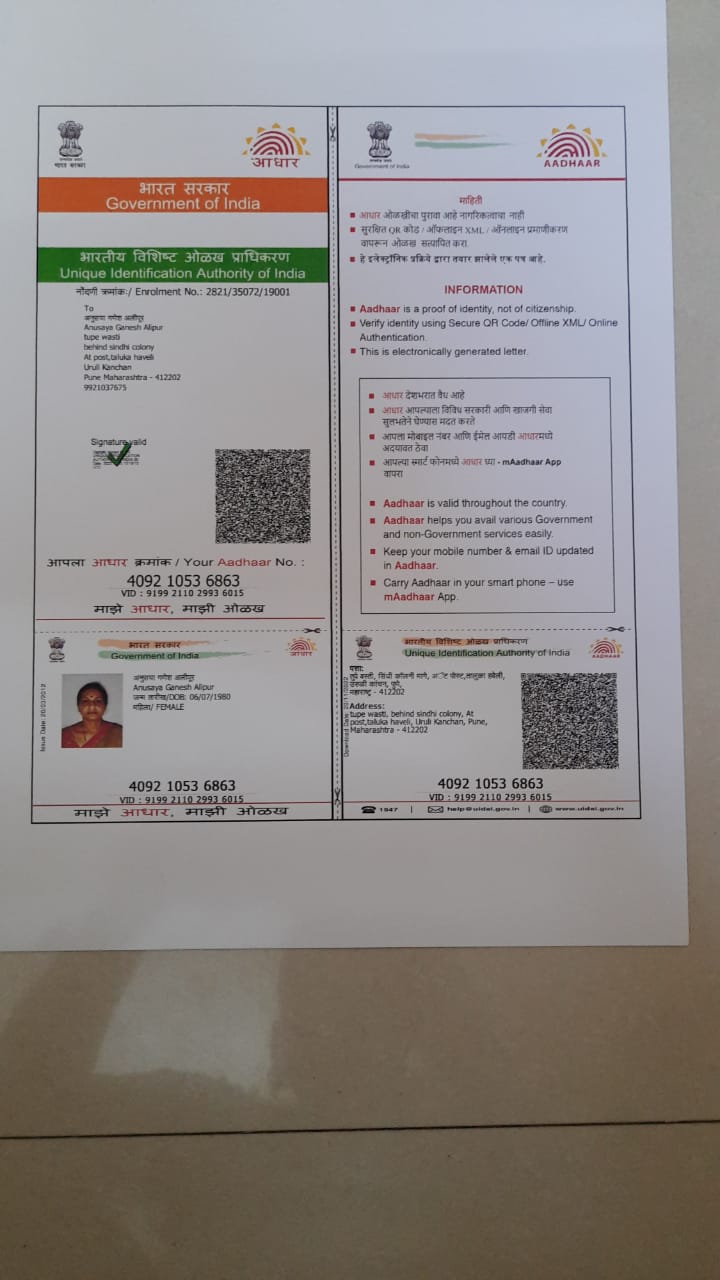 भारत सरकार
आधार
भारत सरकार
Government of India
भारतीय विशिष्ट ओळख प्राधिकरण
Unique Identification Authority of India
नोंदणी क्रमांक:/ Enrolment No.: 2821/35072/19001
To
अनुसया गणेश अलीपूर
Anusaya Ganesh Alipur
tupe wasti
behind sindhi colony
At post,taluka haveli
Uruli Kanchan
Pune Maharashtra - 412202
9921037675
Signature valid
आपला आधार क्रमांक / Your Aadhaar No. :
4092 1053 6863
VID : 9199 2110 2993 6015
माझे आधार, माझी ओळख
Government of India
AADHAAR
माहिती
आधार ओळखीचा पुरावा आहे नागरिकत्वाचा नाही
सुरक्षित QR कोड / ऑफलाइन XML / ऑनलाइन प्रमाणीकरण
वापरून ओळख सत्यापित करा.
हे इलेक्ट्रॉनिक प्रक्रिये द्वारा तयार झालेले एक पत्र आहे.
INFORMATION
Aadhaar is a proof of identity, not of citizenship.
Verify identity using Secure QR Code/ Offline XML/ Online
Authentication.
This is electronically generated letter.
आधार देशभरात वैध आहे
आधार आपल्याला विविध सरकारी आणि खाजगी सेवा
सुलभतेने घेण्यास मदत करते
आपला मोबाइल नंबर आणि ईमेल आयडी आधारमध्ये
अदयावत ठेवा
आपल्या स्मार्ट फोनमध्ये आधार घ्या - mAadhaar App
वापरा
Aadhaar is valid throughout the country.
Aadhaar helps you avail various Government
and non-Government services easily.
Keep your mobile number & email ID updated
in Aadhaar.
Carry Aadhaar in your smart phone – use
mAadhaar App.
भारत सरकार
Government of India
आधार
Issue Date: 26/03/2012
अनुसया गणेश अलीपूर
Anusaya Ganesh Alipur
जन्म तारीख/DOB: 06/07/1980
महिला/ FEMALE
4092 1053 6863
VID : 9199 2110 2993 6015
माझे आधार, माझी ओळख
भारतीय विशिष्ट ओळख प्राधिकरण
Unique Identification Authority of India
AADHAAR
पत्ता:
महाराष्ट्र - 412202
Address:
tupe wasti, behind sindhi colony, At
post,taluka haveli, Uruli Kanchan, Pune,
Maharashtra - 412202
4092 1053 6863
VID : 9199 2110 2993 6015
1947 | help@uidai.gov.in | www.uidai.gov.in